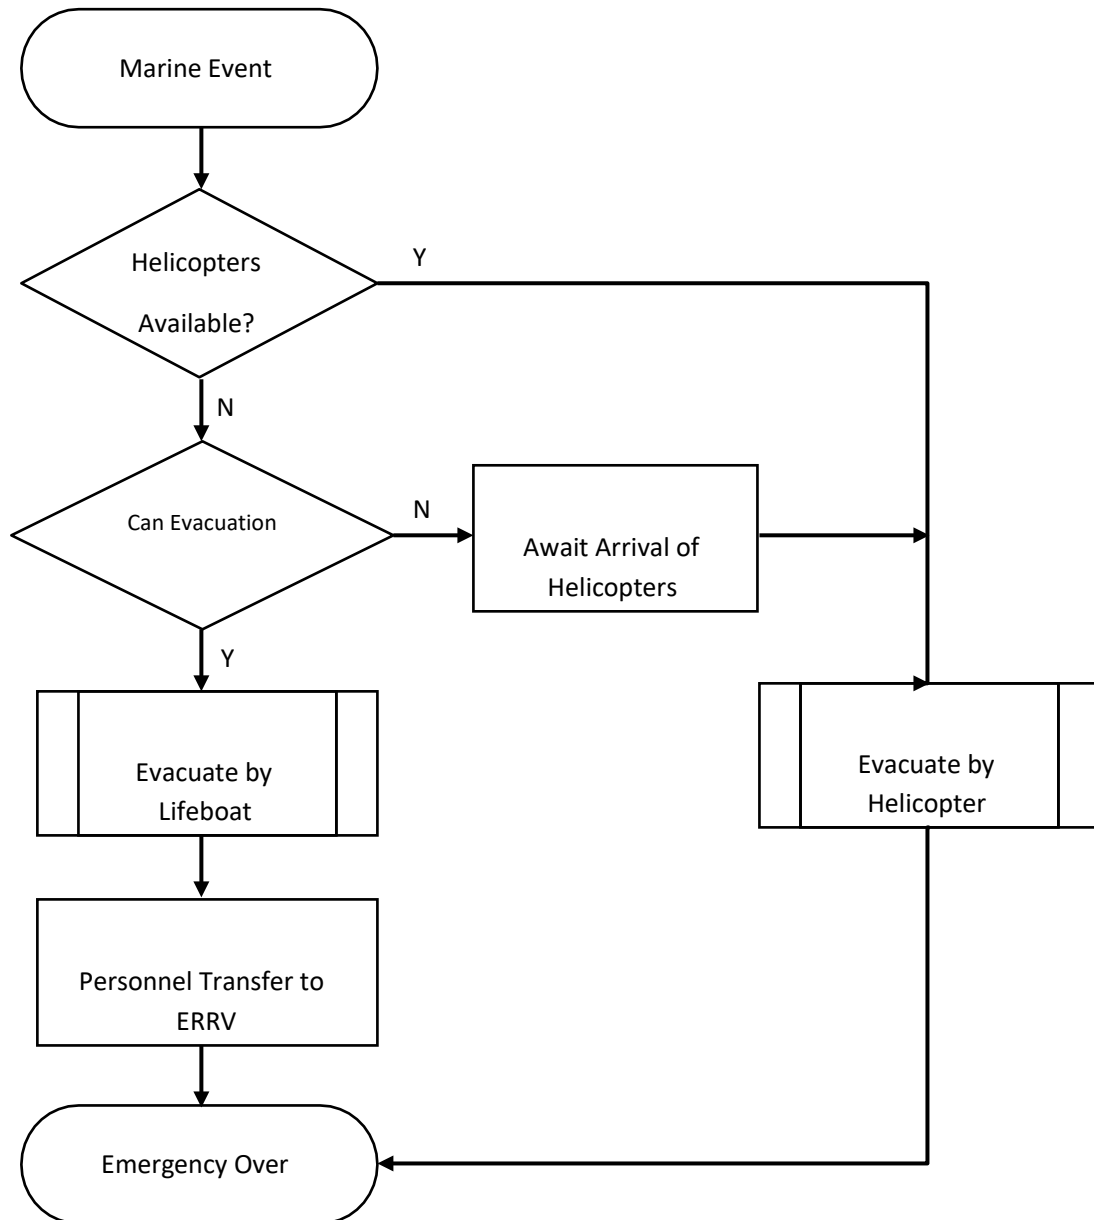 Marine Event
Helicopters
Available?
Y
N
Can Evacuation
N
Await Arrival of
Helicopters
Y
Evacuate by
Lifeboat
Evacuate by
Helicopter
Personnel Transfer to
ERRV
Emergency Over